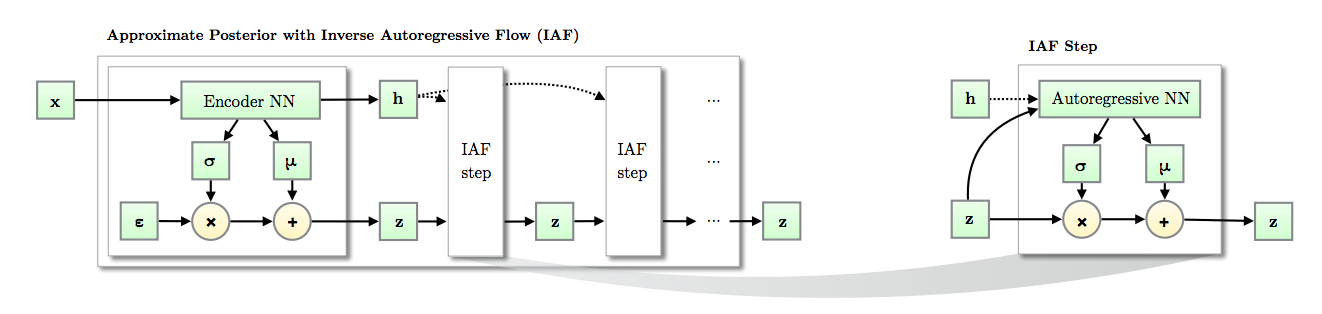 Approximate Posterior with Inverse Autoregressive Flow (IAF)
x
Encoder NN
h
σ
μ
ε
×
+
z
IAF
step
z
IAF
step
...
...
...
z
IAF Step
h
Autoregressive NN
σ
μ
z
×
+
z